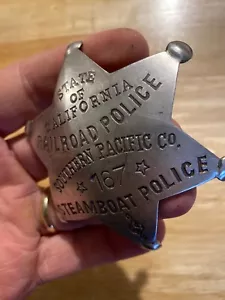 STATE
OF
CALIFORNIA
RAILROAD POLICE
SOUTHERN PACIFIC CO.
167
STEAMBOAT POLICE